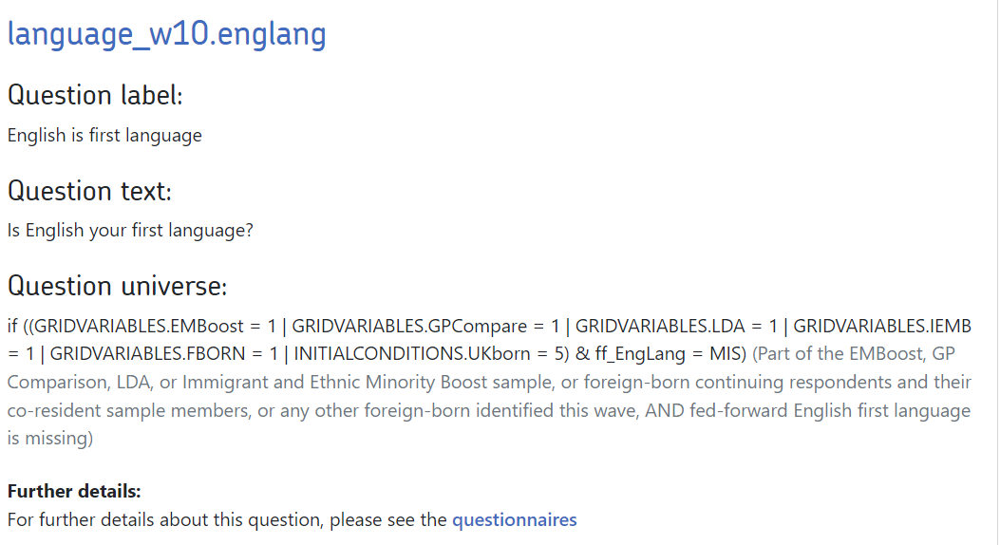 language_w10.englang
Question label:
English is first language
Question text:
Is English your first language?
Question universe:
if ((GRIDVARIABLES.EMBoost = 1 | GRIDVARIABLES.GPCompare = 1 | GRIDVARIABLES.LDA = 1 | GRIDVARIABLES.IEMB
= 1 | GRIDVARIABLES.FBORN = 1 | INITIALCONDITIONS.UKborn = 5) & ff_EngLang = MIS) (Part of the EMBoost, GP
Comparison, LDA, or Immigrant and Ethnic Minority Boost sample, or foreign-born continuing respondents and their
co-resident sample members, or any other foreign-born identified this wave, AND fed-forward English first language
is missing)
Further details:
For further details about this question, please see the questionnaires